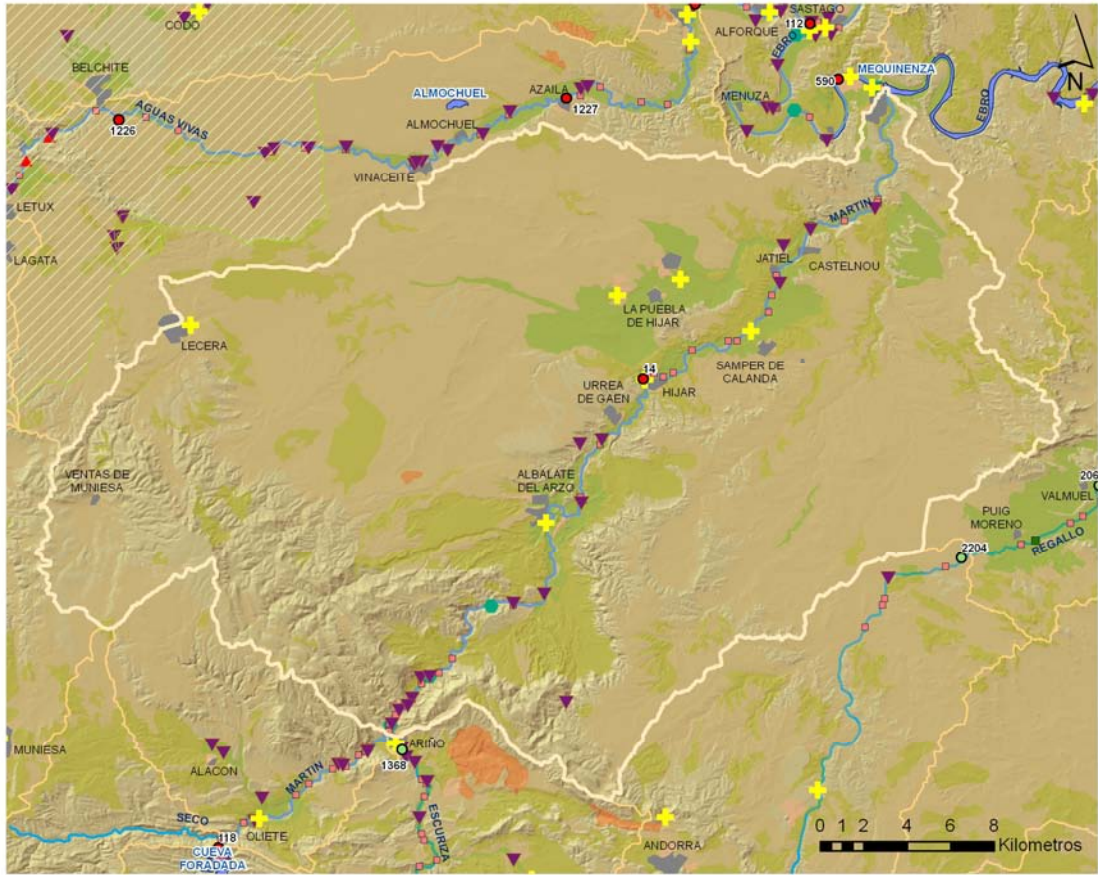 CODO
SASTAGO
112
ALFORQUE
EBRO
BELCHITE
590
MEQUINENZA
N
ALMOCHUEL
AZAILA
1227
MENUZA
EBRO
1226
AGUAS VIVAS
ALMOCHUEL
VINACEITE
LETUX
MARTIN
LAGATA
JATIEL
CASTELNOU
LA PUEBLA
DE HIJAR
LECERA
SAMPER DE
CALANDA
14
URREA
DE GAEN
HIJAR
VENTAS DE
MUNIESA
ALBALATE
DEL ARZO
206
VALMUEL
PUIG
MORENO
2204
REGALLO
MUNIESA
ARIÑO
1368
ALACON
MARTIN
SECO
OLIETE
118
CUEVA
FORADADA
ESCURIZA
ANDORRA
0 1 2 4 6 8
Kilometros